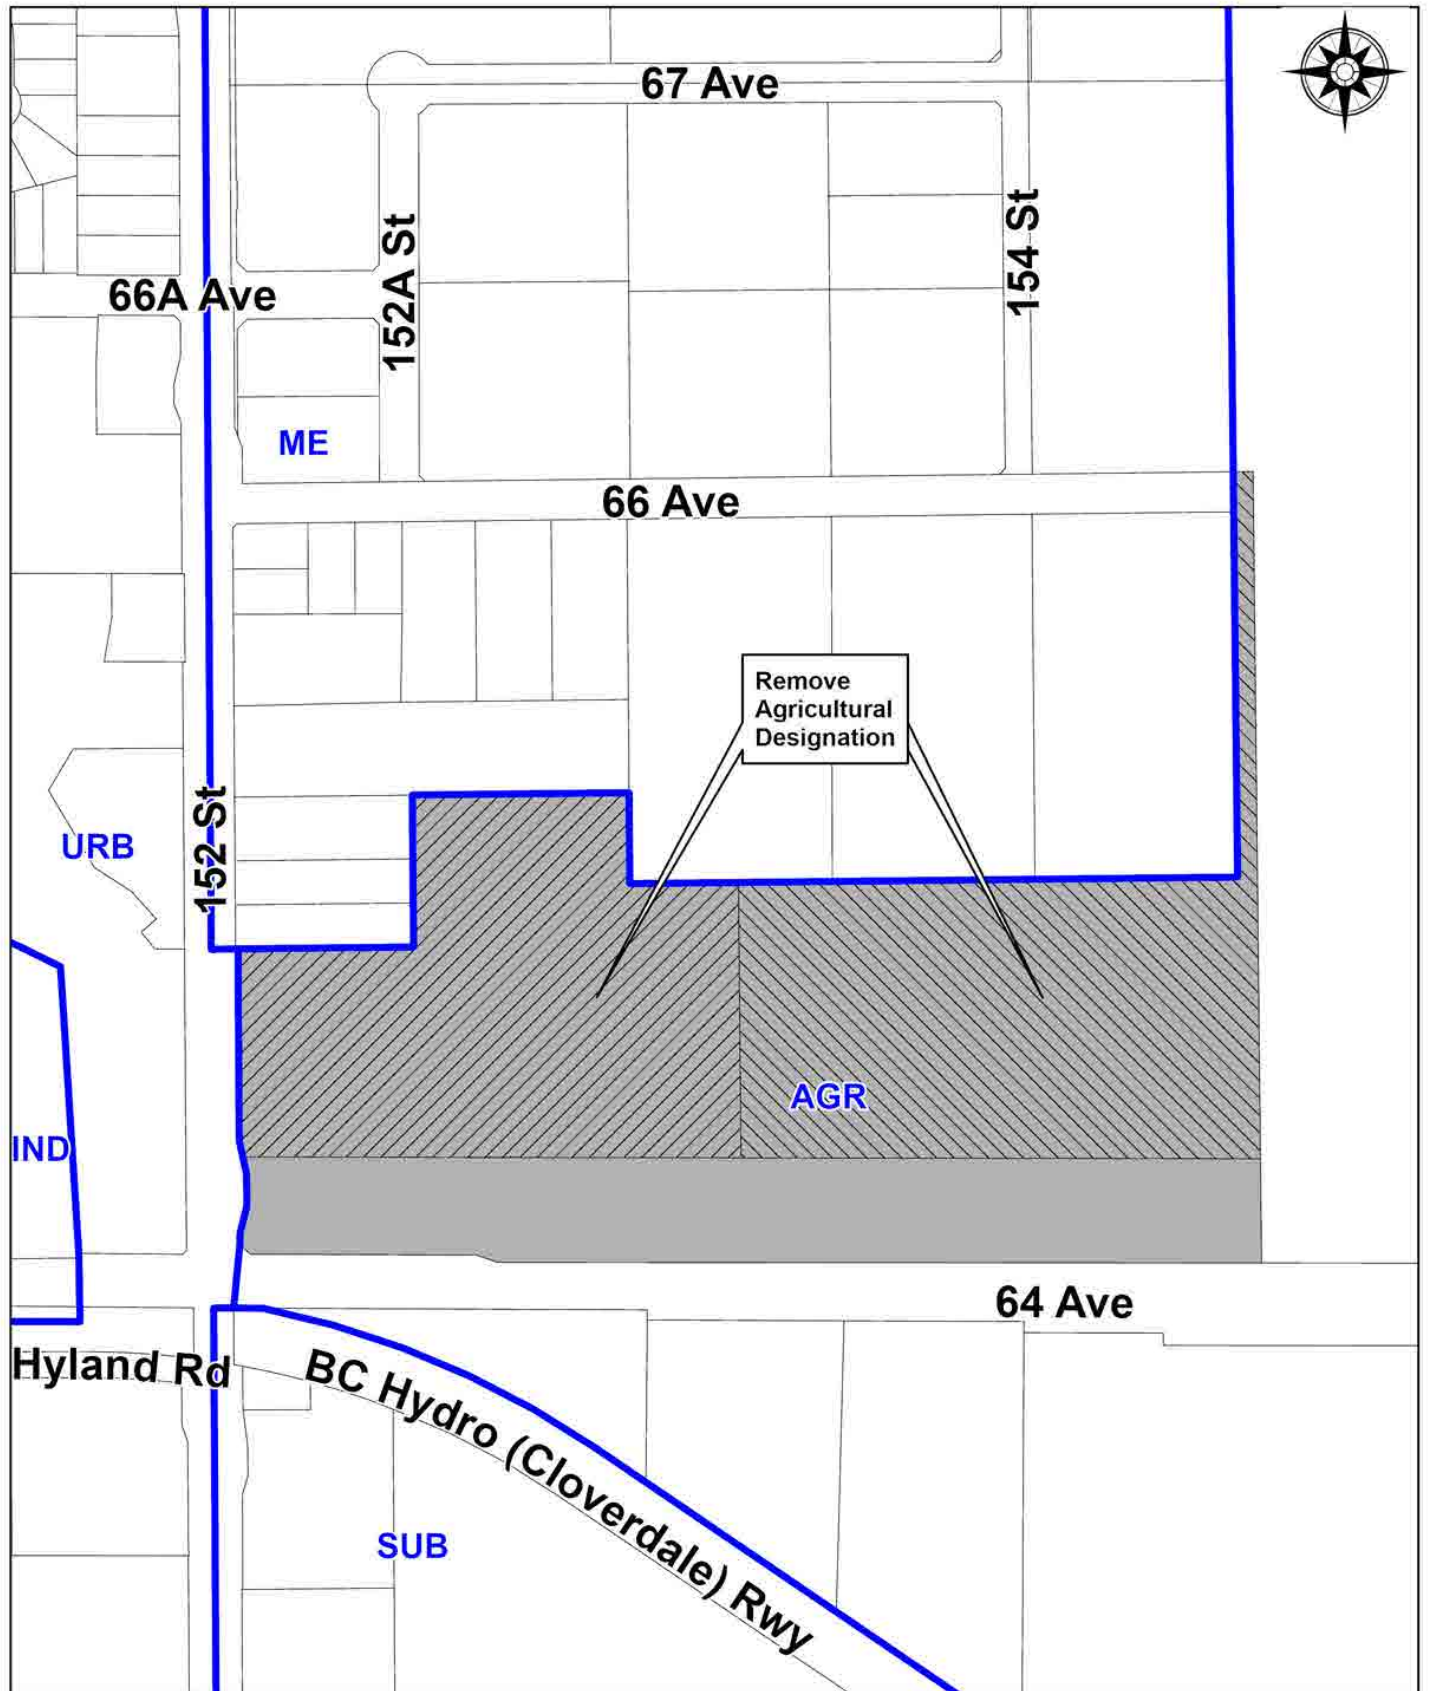 67 Ave
152A St
154 St
66A Ave
ME
66 Ave
Remove
Agricultural
Designation
152 St
URB
AGR
IND
64 Ave
Hyland Rd
BC Hydro (Cloverdale) Rwy
SUB